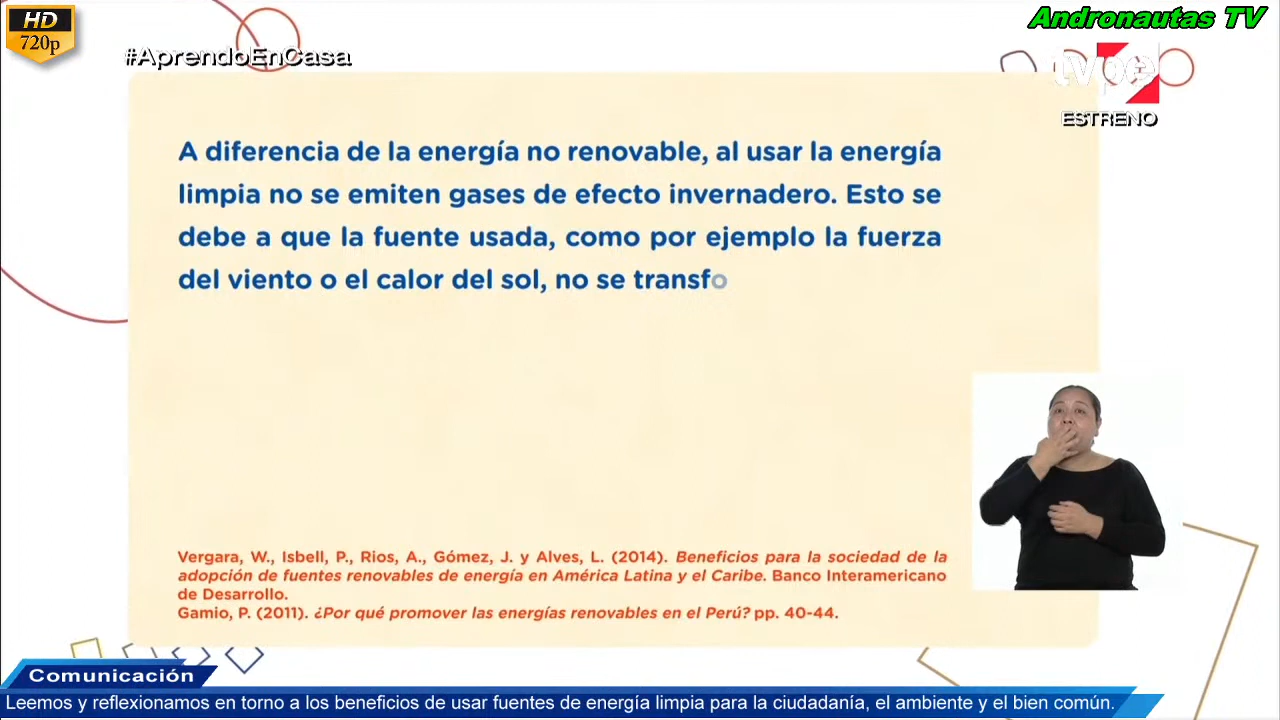 HD
720p
Andronautas TV
#AprendoEnCasa
tvpe
ESTRENO
A diferencia de la energía no renovable, al usar la energía
limpia no se emiten gases de efecto invernadero. Esto se
debe a que la fuente usada, como por ejemplo la fuerza
del viento o el calor del sol, no se transfo
Vergara, W., Isbell, P., Rios, A., Gómez, J. y Alves, L. (2014). Beneficios para la sociedad de la
adopción de fuentes renovables de energía en América Latina y el Caribe. Banco Interamericano
de Desarrollo.
Gamio, P. (2011). ¿Por qué promover las energías renovables en el Perú? pp. 40-44.
Comunicación
Leemos y reflexionamos en torno a los beneficios de usar fuentes de energía limpia para la ciudadanía, el ambiente y el bien común.